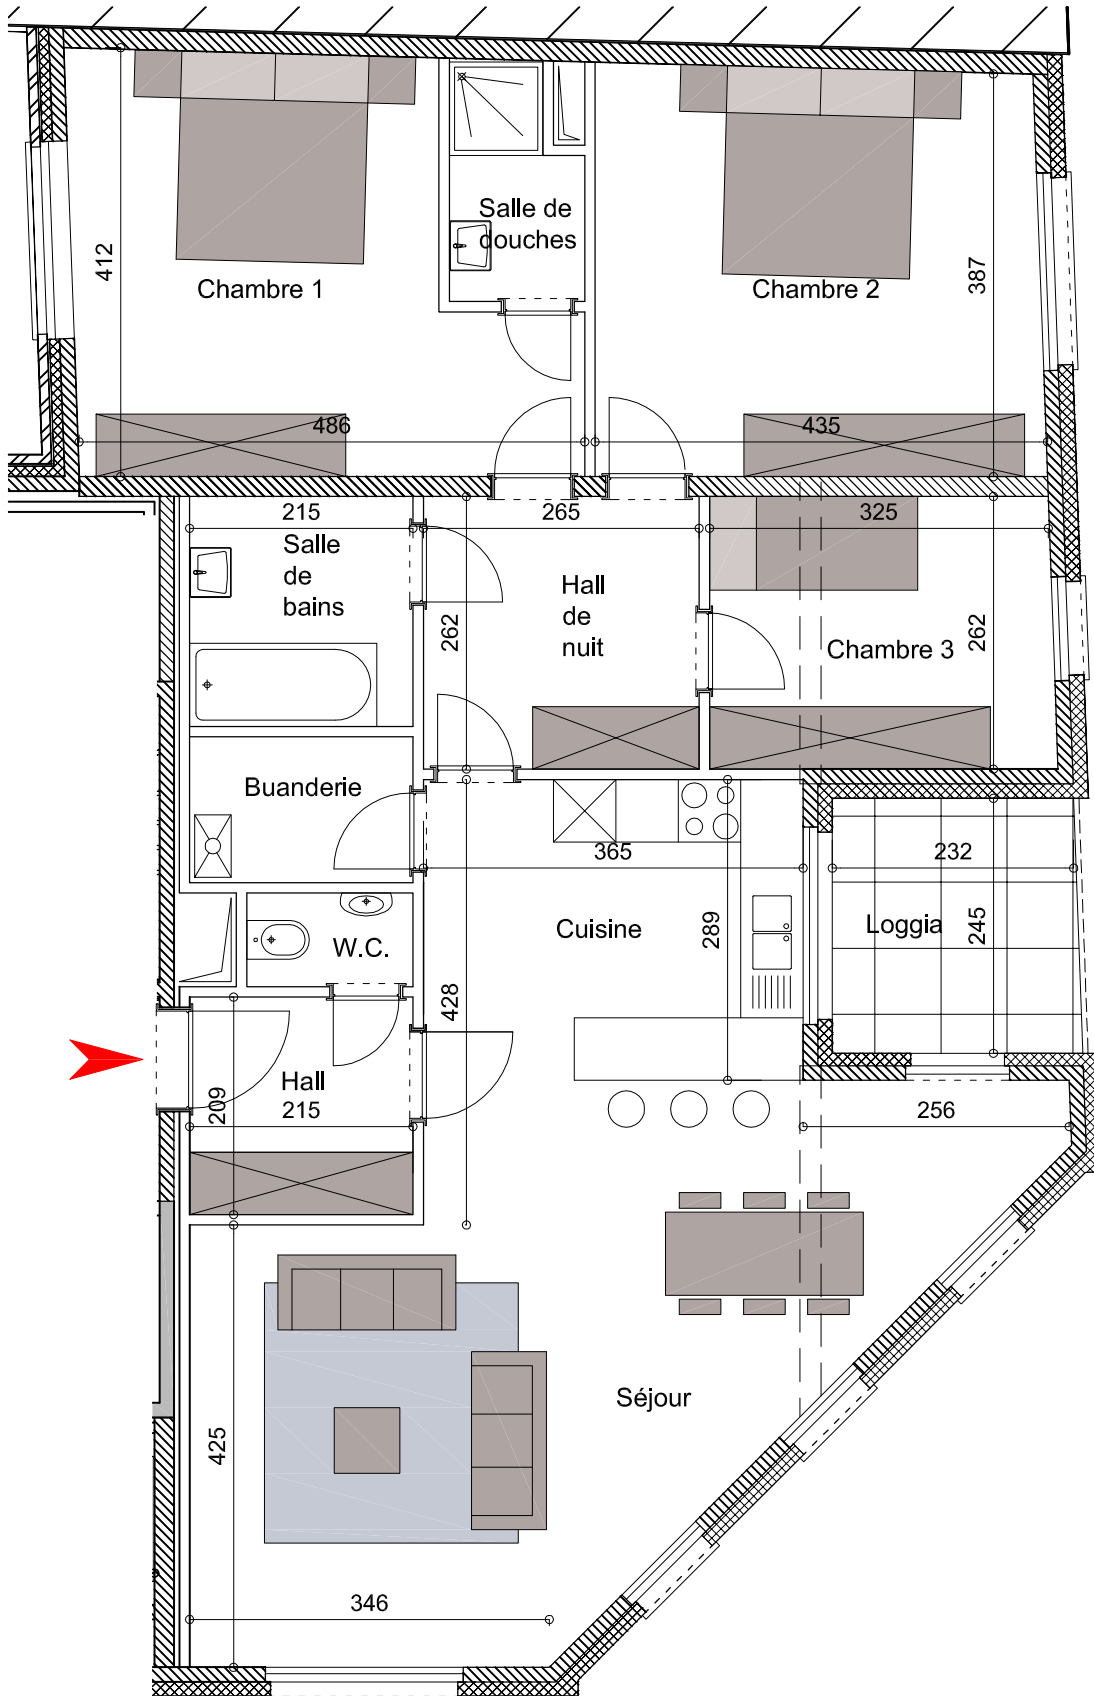 Salle de
douches
412
Chambre 1
Chambre 2
387
486
435
215
265
325
Salle
de
bains
Hall
de
nuit
262
Chambre 3
262
Buanderie
365
232
Cuisine
289
Loggia
245
W.C.
428
Hall
209
215
256
Séjour
425
346